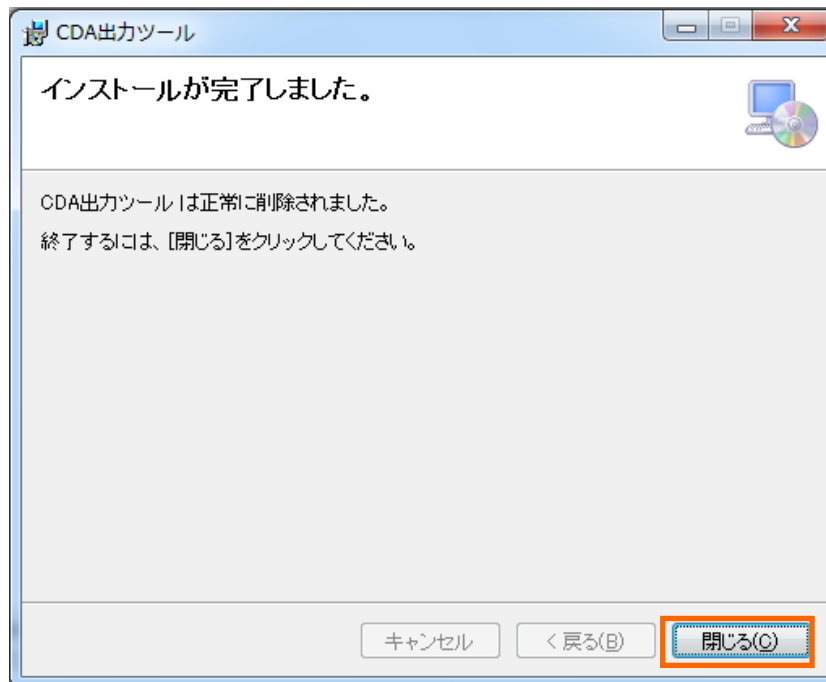 CDA出力ツール
インストールが完了しました。
CDA出力ツール は正常に削除されました。
終了するには、[閉じる]をクリックしてください。
キャンセル
< 戻る(B)
閉じる(C)